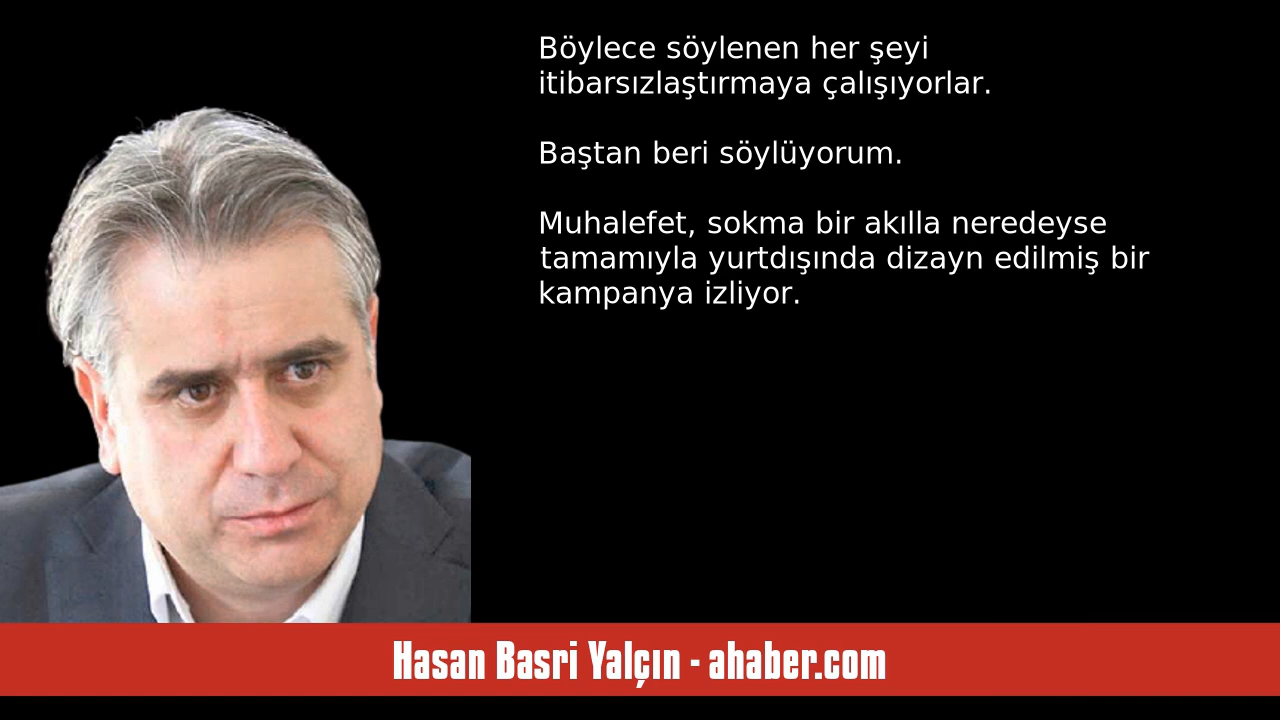 Böylece söylenen her şeyi
itibarsızlaştırmaya çalışıyorlar.
Baştan beri söylüyorum.
Muhalefet, sokma bir akılla neredeyse
tamamıyla yurtdışında dizayn edilmiş bir
kampanya izliyor.
Hasan Basri Yalçın - ahaber.com